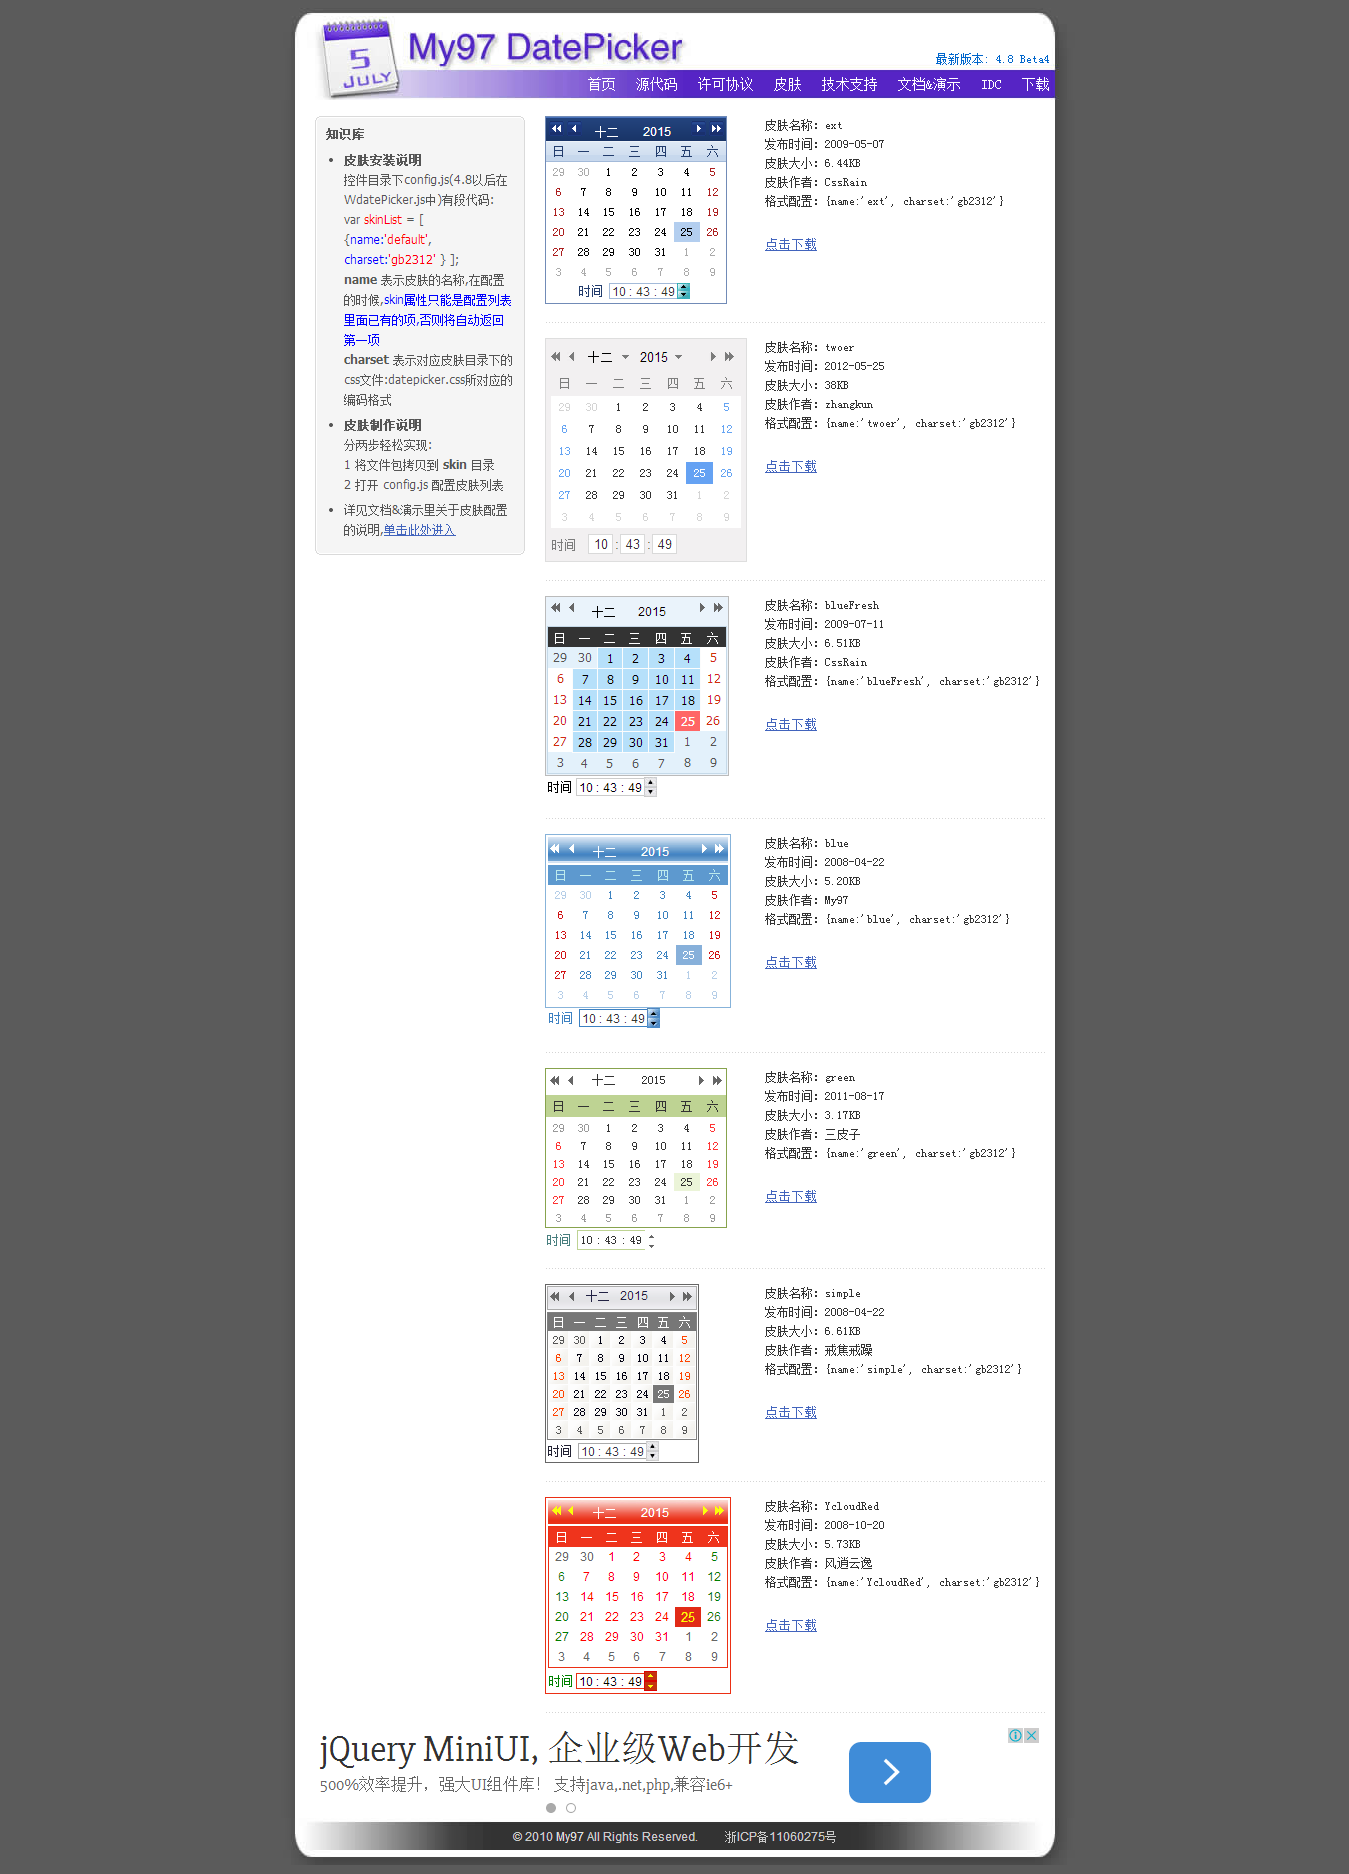 5
JULY
My97 DatePicker
最新版本: 4.8 Beta4
首页 源代码 许可协议 皮肤 技术支持 文档&演示 IDC 下载
知识库
• 皮肤安装说明
控件目录下config.js(4.8以后在
WdatePicker.js中)有段代码:
var skinList = [
{name:'default',
charset:'gb2312' } ];
name 表示皮肤的名称,在配置
的时候,skin属性只能是配置列表
里面已有的项,否则将自动返回
第一项
charset 表示对应皮肤目录下的
css文件:datepicker.css所对应的
编码格式
• 皮肤制作说明
分两步轻松实现:
1 将文件包拷贝到 skin 目录
2 打开 config.js 配置皮肤列表
• 详见文档&演示里关于皮肤配置
的说明,单击此处进入
十二 2015
日 一 二 三 四 五 六
29 30 1 2 3 4 5
6 7 8 9 10 11 12
13 14 15 16 17 18 19
20 21 22 23 24 25 26
27 28 29 30 31 1 2
3 4 5 6 7 8 9
时间 10 : 43 : 49
皮肤名称: ext
发布时间: 2009-05-07
皮肤大小: 6.44KB
皮肤作者: CssRain
格式配置: {name:'ext', charset:'gb2312'}
点击下载
十二 2015
日 一 二 三 四 五 六
29 30 1 2 3 4 5
6 7 8 9 10 11 12
13 14 15 16 17 18 19
20 21 22 23 24 25 26
27 28 29 30 31 1 2
3 4 5 6 7 8 9
时间 10 : 43 : 49
皮肤名称: twoer
发布时间: 2012-05-25
皮肤大小: 38KB
皮肤作者: zhangkun
格式配置: {name:'twoer', charset:'gb2312'}
点击下载
十二 2015
日 一 二 三 四 五 六
29 30 1 2 3 4 5
6 7 8 9 10 11 12
13 14 15 16 17 18 19
20 21 22 23 24 25 26
27 28 29 30 31 1 2
3 4 5 6 7 8 9
时间 10 : 43 : 49
皮肤名称: blueFresh
发布时间: 2009-07-11
皮肤大小: 6.51KB
皮肤作者: CssRain
格式配置: {name:'blueFresh', charset:'gb2312'}
点击下载
十二 2015
日 一 二 三 四 五 六
29 30 1 2 3 4 5
6 7 8 9 10 11 12
13 14 15 16 17 18 19
20 21 22 23 24 25 26
27 28 29 30 31 1 2
3 4 5 6 7 8 9
时间 10 : 43 : 49
皮肤名称: blue
发布时间: 2008-04-22
皮肤大小: 5.20KB
皮肤作者: My97
格式配置: {name:'blue', charset:'gb2312'}
点击下载
十二 2015
日 一 二 三 四 五 六
29 30 1 2 3 4 5
6 7 8 9 10 11 12
13 14 15 16 17 18 19
20 21 22 23 24 25 26
27 28 29 30 31 1 2
3 4 5 6 7 8 9
时间 10 : 43 : 49
皮肤名称: green
发布时间: 2011-08-17
皮肤大小: 3.17KB
皮肤作者: 三皮子
格式配置: {name:'green', charset:'gb2312'}
点击下载
十二 2015
日 一 二 三 四 五 六
29 30 1 2 3 4 5
6 7 8 9 10 11 12
13 14 15 16 17 18 19
20 21 22 23 24 25 26
27 28 29 30 31 1 2
3 4 5 6 7 8 9
时间 10 : 43 : 49
皮肤名称: simple
发布时间: 2008-04-22
皮肤大小: 6.61KB
皮肤作者: 戒焦戒躁
格式配置: {name:'simple', charset:'gb2312'}
点击下载
十二 2015
日 一 二 三 四 五 六
29 30 1 2 3 4 5
6 7 8 9 10 11 12
13 14 15 16 17 18 19
20 21 22 23 24 25 26
27 28 29 30 31 1 2
3 4 5 6 7 8 9
时间 10 : 43 : 49
皮肤名称: YcloudRed
发布时间: 2008-10-20
皮肤大小: 5.73KB
皮肤作者: 风逍云逸
格式配置: {name:'YcloudRed', charset:'gb2312'}
点击下载
jQuery MiniUI, 企业级Web开发
500%效率提升，强大UI组件库！支持java,.net,php,兼容ie6+
© 2010 My97 All Rights Reserved. 浙ICP备11060275号